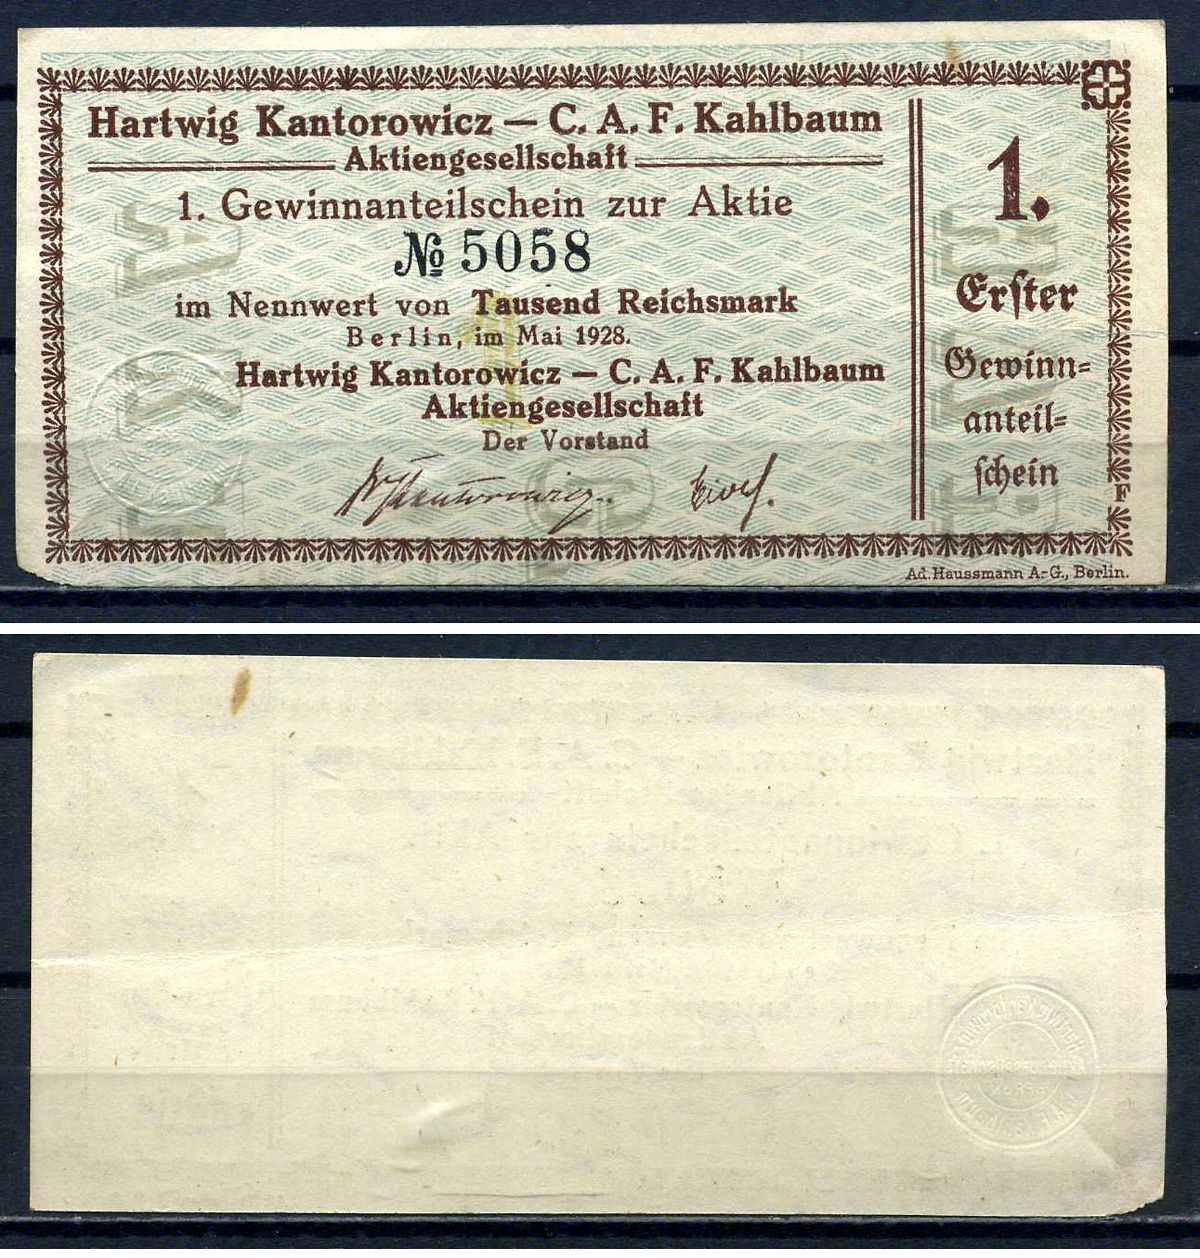 Hartwig Kantorowicz — C. A. F. Kahlbaum
Aktiengesellschaft
1. Gewinnanteilschein zur Aktie
№ 5058
im Nennwert von Tausend Reichsmark
Berlin, im Mai 1928.
Hartwig Kantorowicz — C. A. F. Kahlbaum
Aktiengesellschaft
Der Vorstand
1.
Erster
Gewinn=
anteil=
schein
F
Ad. Haussmann A.-G., Berlin.